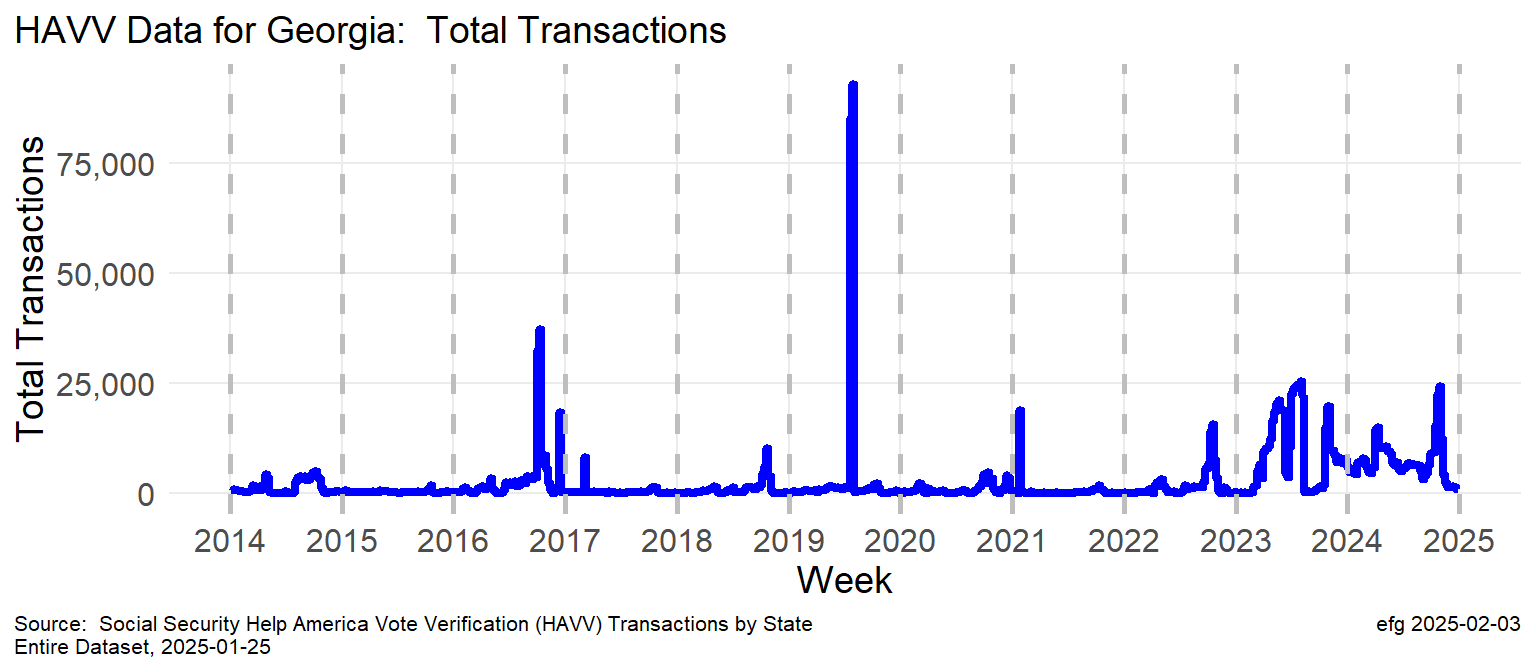 HAVV Data for Georgia:  Total Transactions
Total Transactions
75,000
50,000
25,000
0
2014 2015 2016 2017 2018 2019 2020 2021 2022 2023 2024 2025
Week
Source:  Social Security Help America Vote Verification (HAVV) Transactions by State
Entire Dataset, 2025-01-25
efg 2025-02-03